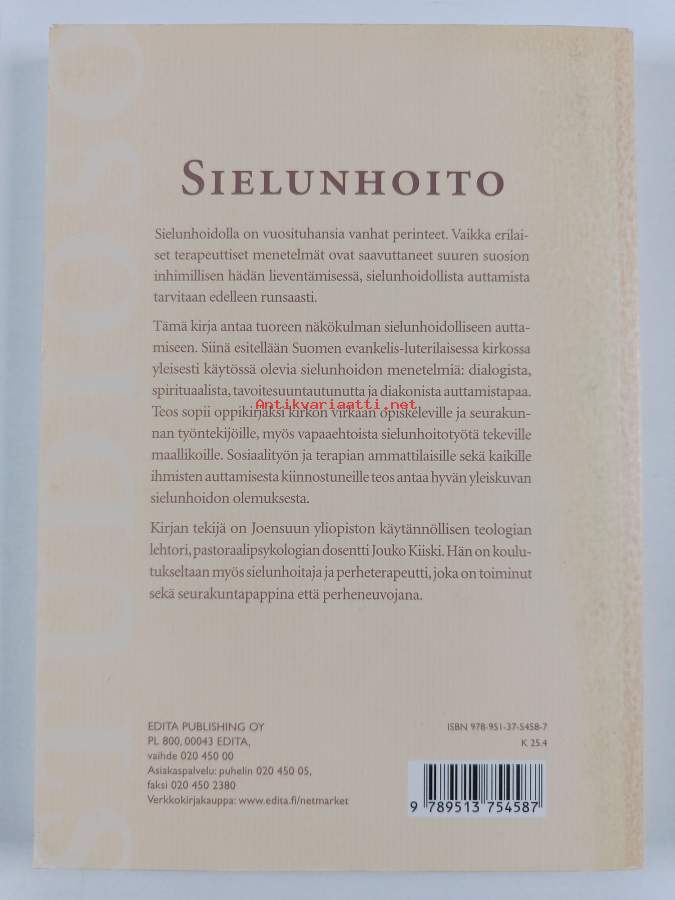 STUDIOSO
SIELUNHOITO
Sielunhoidolla on vuosituhansia vanhat perinteet. Vaikka erilai-
set terapeuttiset menetelmät ovat saavuttaneet suuren suosion
inhimillisen hädän lieventämisessä, sielunhoidollista auttamista
tarvitaan edelleen runsaasti.
Tämä kirja antaa tuoreen näkökulman sielunhoidolliseen autta-
miseen. Siinä esitellään Suomen evankelis-luterilaisessa kirkossa
yleisesti käytössä olevia sielunhoidon menetelmiä: dialogista,
spirituaalista, tavoitesuuntautunutta ja diakonista auttamistapaa.
Antikvariaatti.net
Teos sopii oppikirjaksi kirkon virkaan opiskeleville ja seurakun-
nan työntekijöille, myös vapaaehtoista sielunhoitotyötä tekeville
maallikoille. Sosiaalityön ja terapian ammattilaisille sekä kaikille
ihmisten auttamisesta kiinnostuneille teos antaa hyvän yleiskuvan
sielunhoidon olemuksesta.
Kirjan tekijä on Joensuun yliopiston käytännöllisen teologian
lehtori, pastoraalipsykologian dosentti Jouko Kiiski. Hän on koulu-
tukseltaan myös sielunhoitaja ja perheterapeutti, joka on toiminut
sekä seurakuntapappina että perheneuvojana.
EDITA PUBLISHING OY
PL 800, 00043 EDITA,
vaihde 020 450 00
Asiakaspalvelu: puhelin 020 450 05,
faksi 020 450 2380
Verkkokirjakauppa: www.edita.fi/netmarket
ISBN 978-951-37-5458-7
K 25.4
9 789513 754587